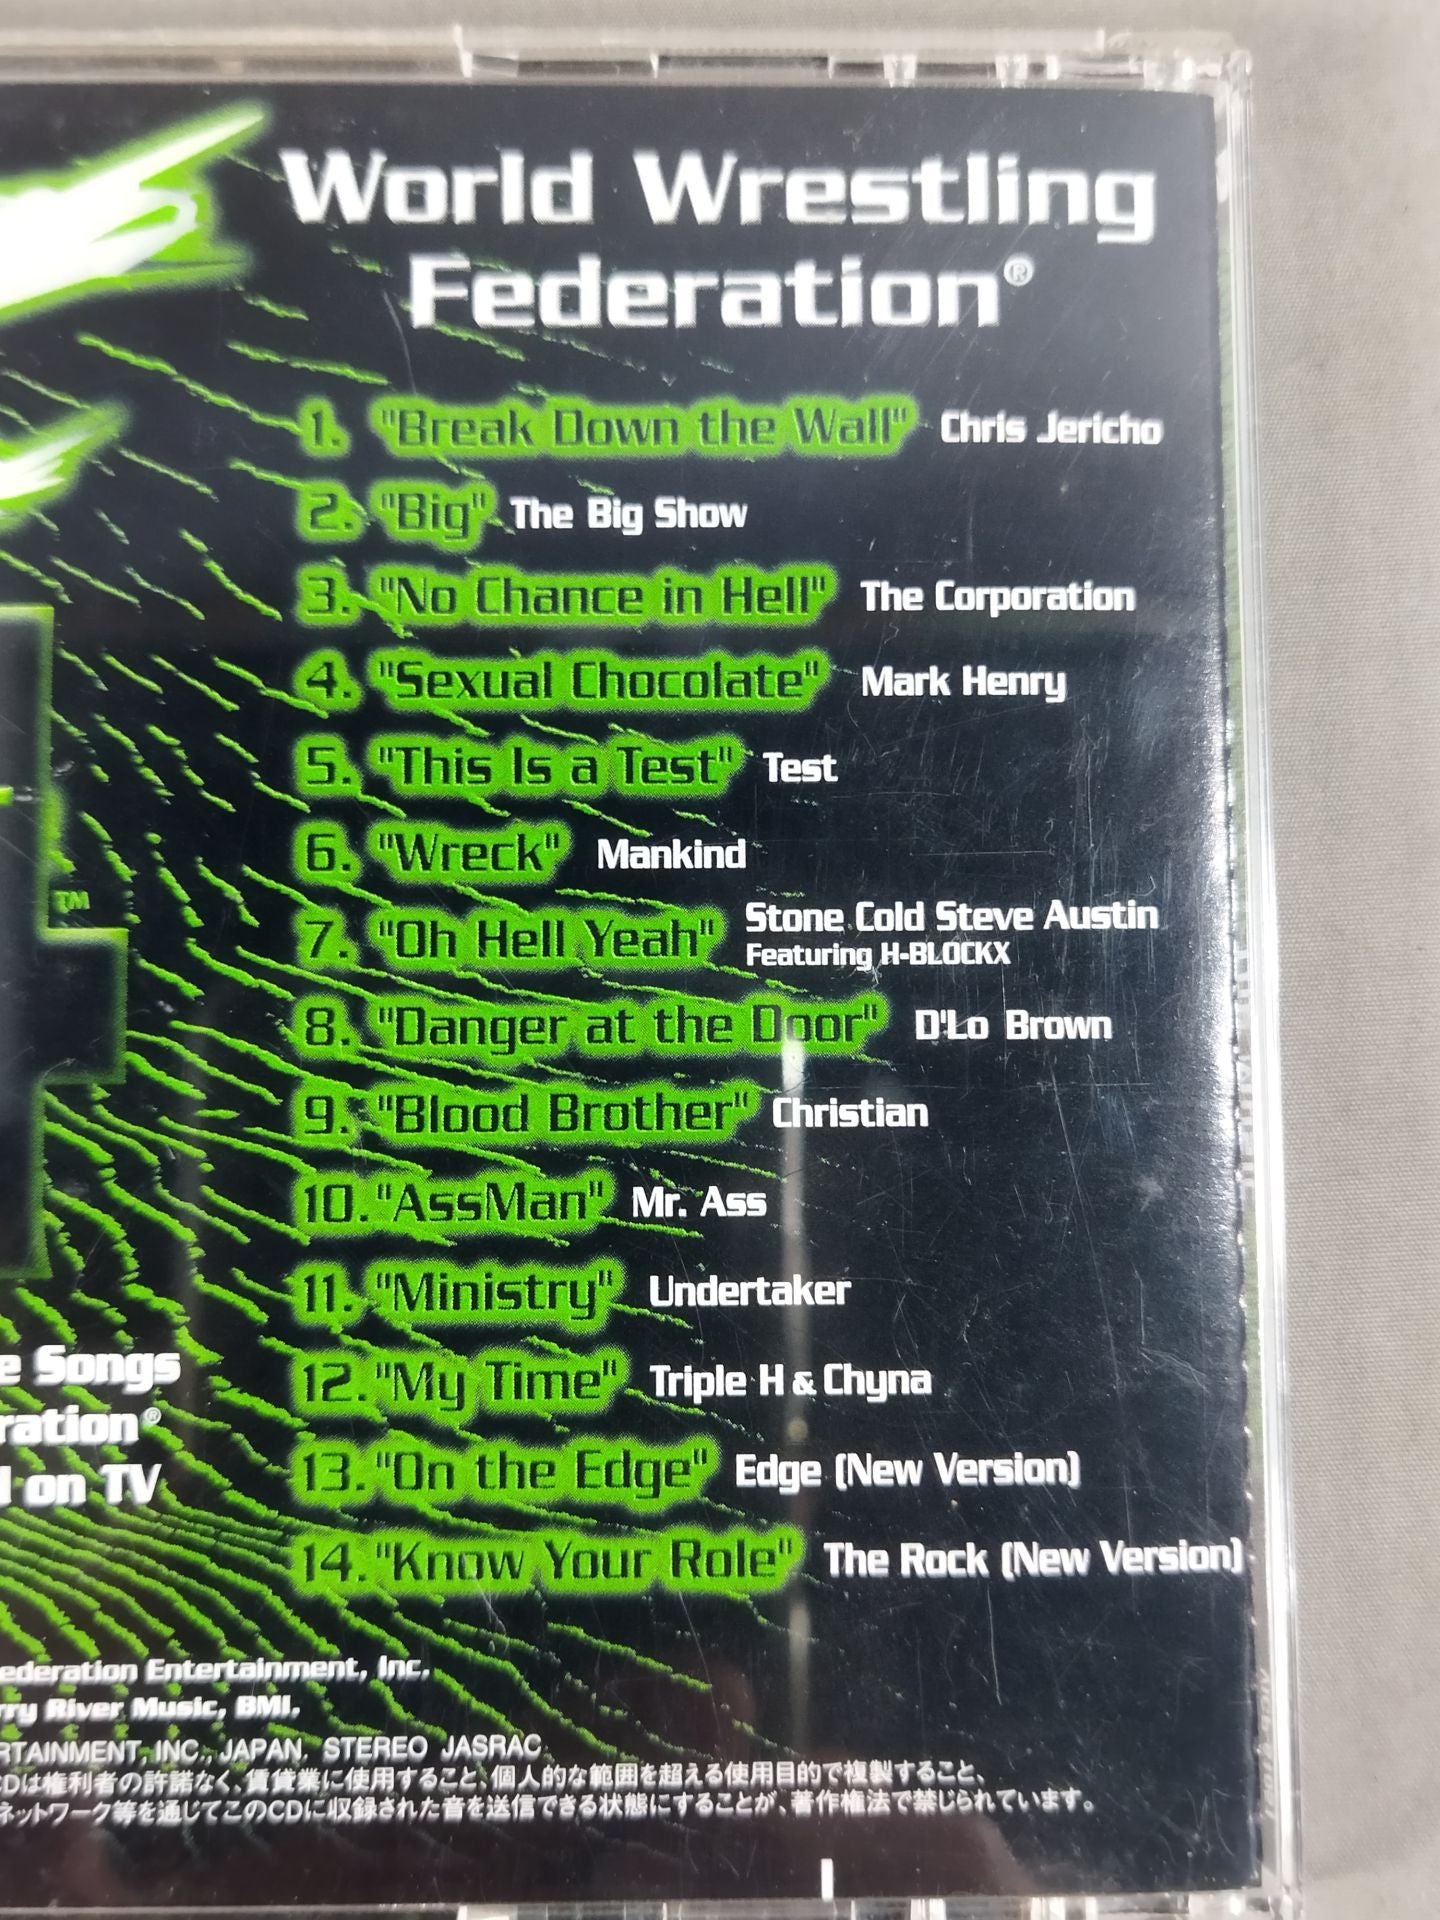 World Wrestling
Federation®
1. "Break Down the Wall" Chris Jericho
2. "Big" The Big Show
3. "No Chance in Hell" The Corporation
4. "Sexual Chocolate" Mark Henry
5. "This Is a Test" Test
6. "Wreck" Mankind
7. "Oh Hell Yeah" Stone Cold Steve Austin
Featuring H-BLOCKX
8. "Danger at the Door" D'Lo Brown
9. "Blood Brother" Christian
10. "AssMan" Mr. Ass
11. "Ministry" Undertaker
12. "My Time" Triple H & Chyna
13. "On the Edge" Edge (New Version)
14. "Know Your Role" The Rock (New Version)
TM
e Songs
ration®
on TV
ederation Entertainment, Inc.
rry River Music, BMI.
RTAINMENT, INC., JAPAN. STEREO JASRAC
CDは権利者の許諾なく、賃貸業に使用すること、個人的な範囲を超える使用目的で複製すること、
ネットワーク等を通じてこのCDに収録された音を送信できる状態にすることが、著作権法で禁じられています。